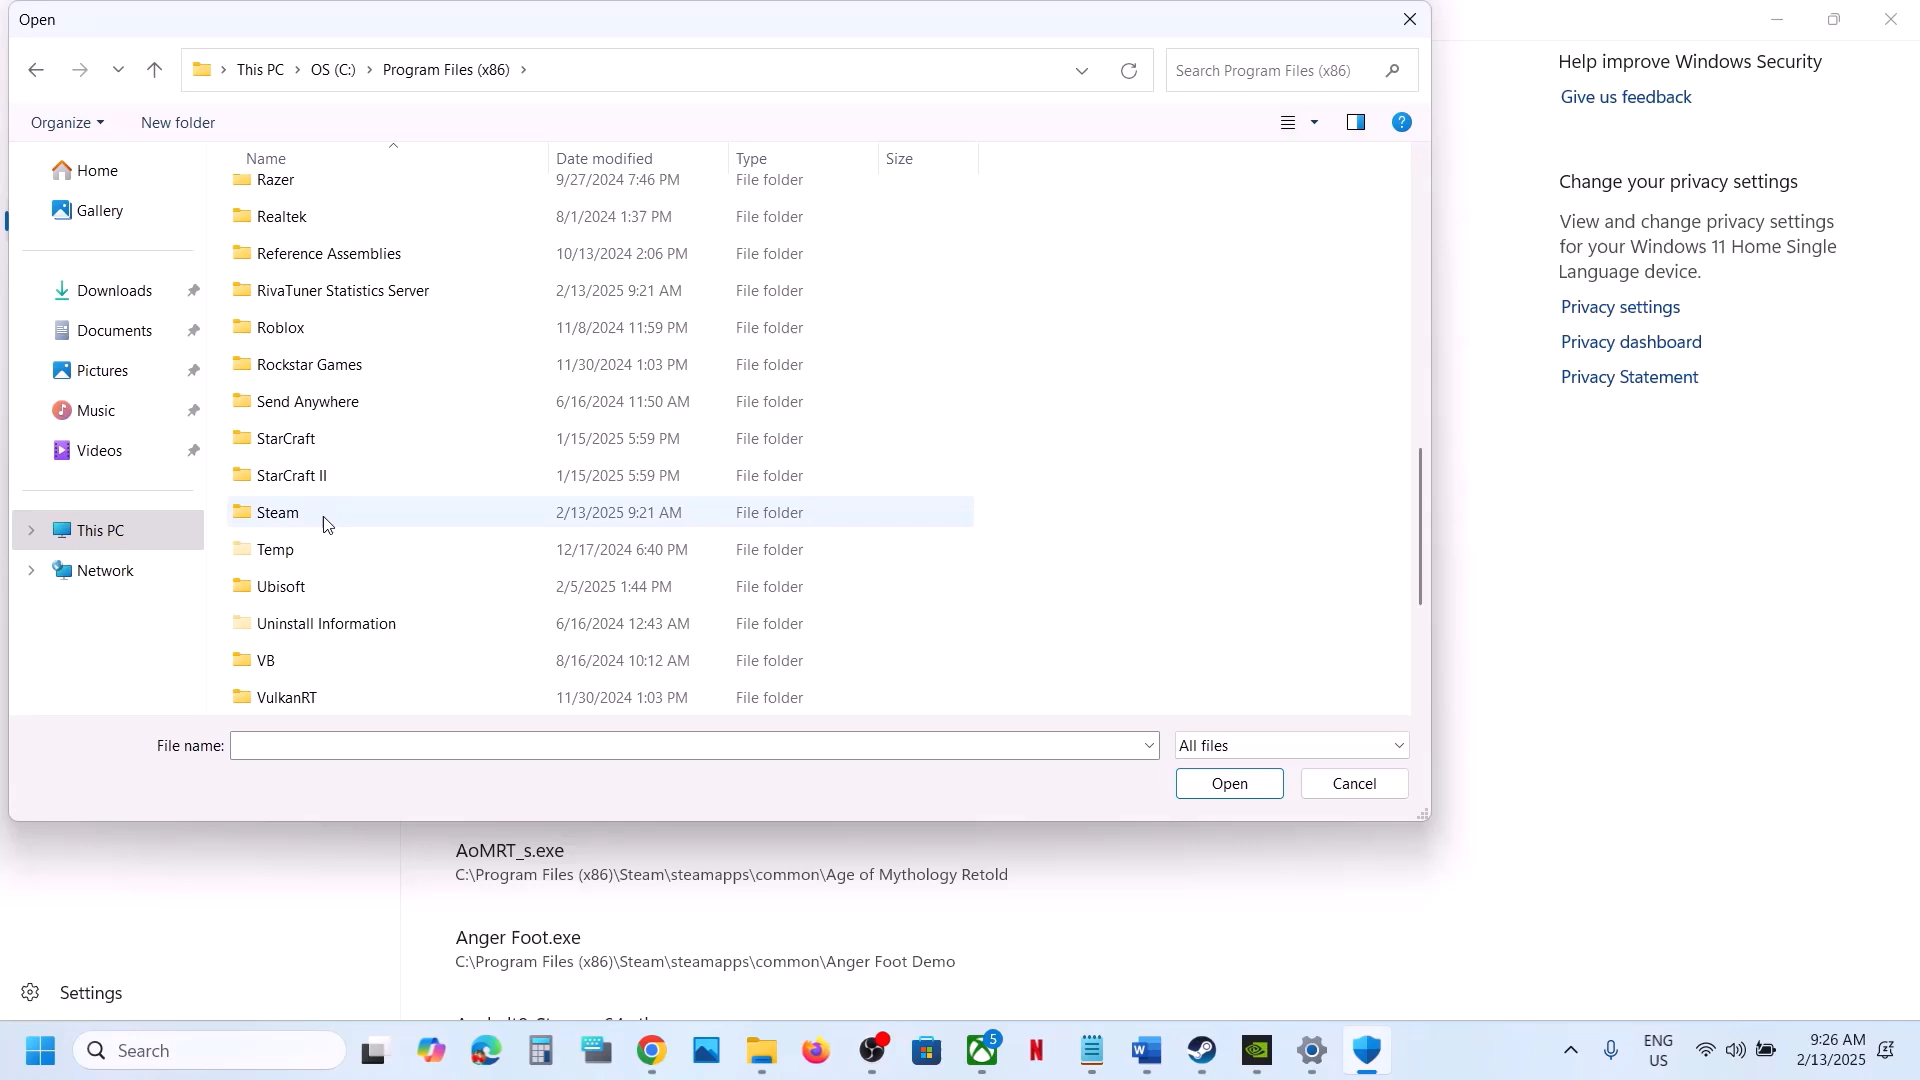 Open
This PC > OS (C:) > Program Files (x86) >
Search Program Files (x86)
Organize
New folder
Name
Date modified
Type
Size
Home
Gallery
Downloads
Documents
Pictures
Music
Videos
This PC
Network
Razer 9/27/2024 7:46 PM File folder
Realtek 8/1/2024 1:37 PM File folder
Reference Assemblies 10/13/2024 2:06 PM File folder
RivaTuner Statistics Server 2/13/2025 9:21 AM File folder
Roblox 11/8/2024 11:59 PM File folder
Rockstar Games 11/30/2024 1:03 PM File folder
Send Anywhere 6/16/2024 11:50 AM File folder
StarCraft 1/15/2025 5:59 PM File folder
StarCraft II 1/15/2025 5:59 PM File folder
Steam 2/13/2025 9:21 AM File folder
Temp 12/17/2024 6:40 PM File folder
Ubisoft 2/5/2025 1:44 PM File folder
Uninstall Information 6/16/2024 12:43 AM File folder
VB 8/16/2024 10:12 AM File folder
VulkanRT 11/30/2024 1:03 PM File folder
File name:
All files
Open
Cancel
Help improve Windows Security
Give us feedback
Change your privacy settings
View and change privacy settings
for your Windows 11 Home Single
Language device.
Privacy settings
Privacy dashboard
Privacy Statement
AoMRT_s.exe
C:\Program Files (x86)\Steam\steamapps\common\Age of Mythology Retold
Anger Foot.exe
C:\Program Files (x86)\Steam\steamapps\common\Anger Foot Demo
Settings
Search
5
ENG
US
9:26 AM
2/13/2025